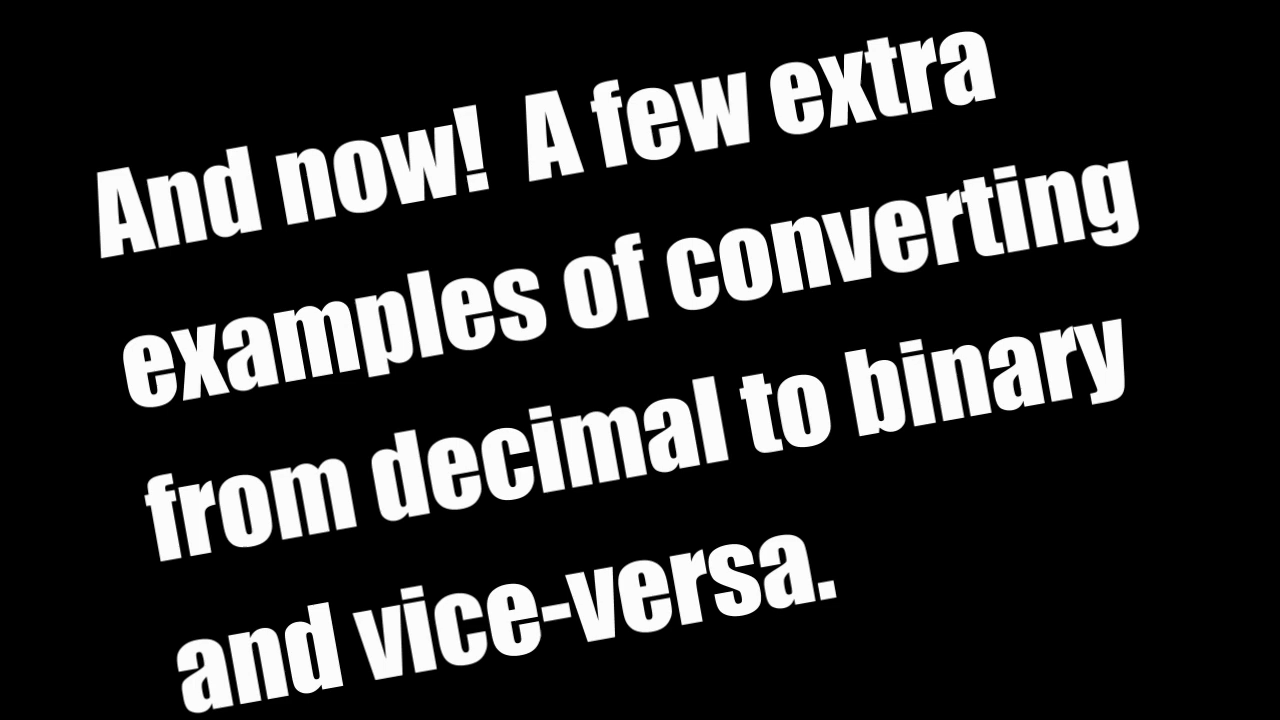 And now!  A few extra
examples of converting
from decimal to binary
and vice-versa.